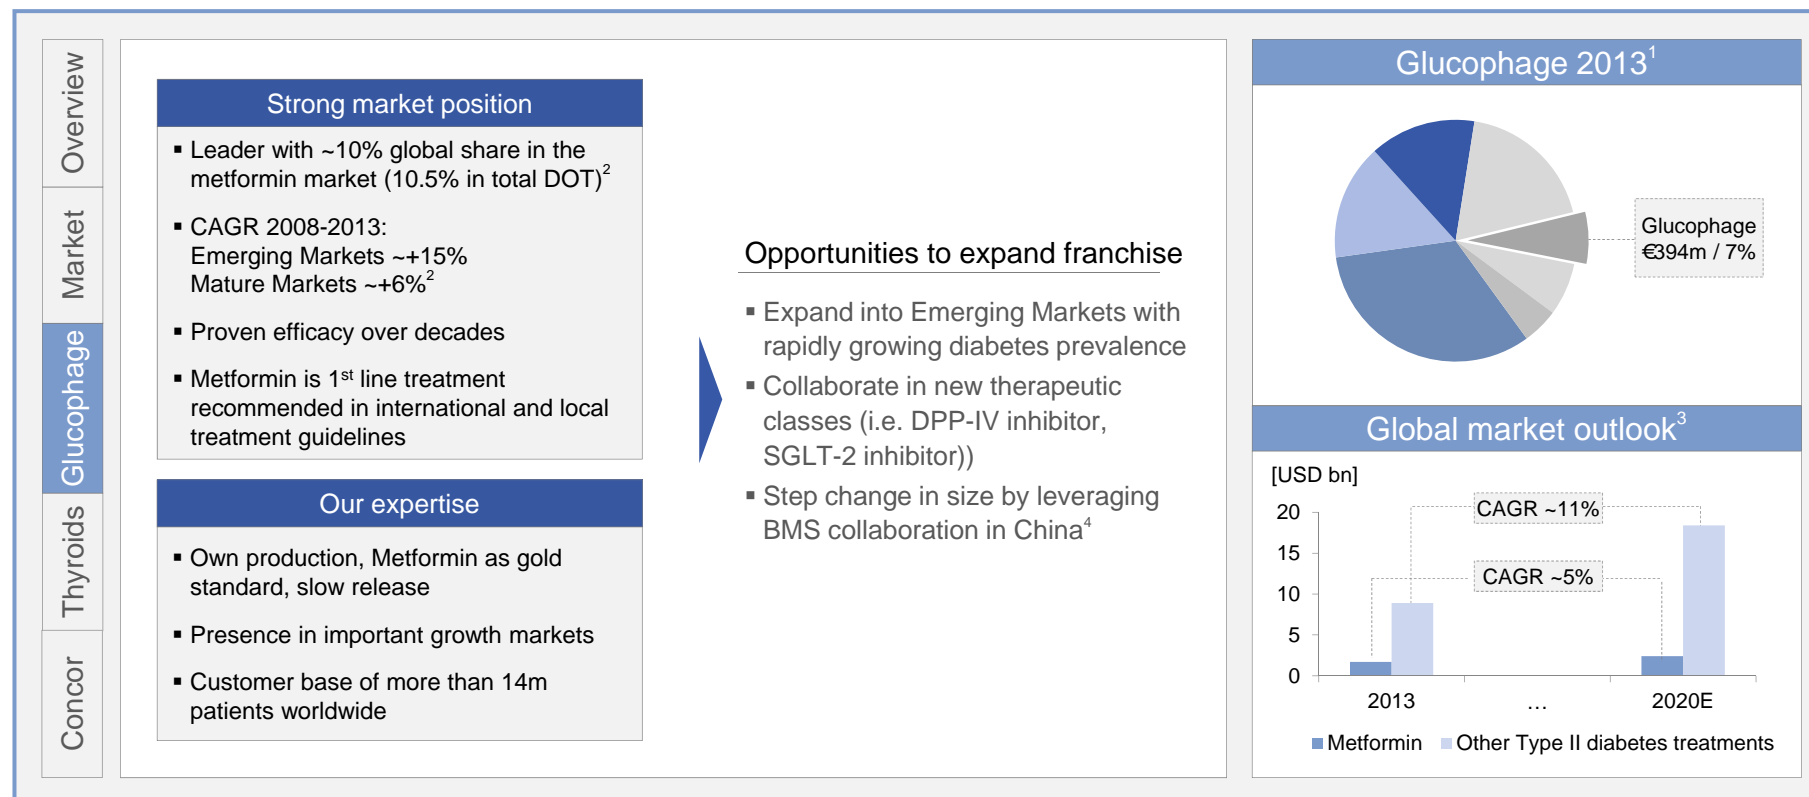 Overview
Market
Glucophage
Thyroids
Concor
Strong market position
▪ Leader with ~10% global share in the
metformin market (10.5% in total DOT)²
▪ CAGR 2008-2013:
Emerging Markets ~+15%
Mature Markets ~+6%²
▪ Proven efficacy over decades
▪ Metformin is 1st line treatment
recommended in international and local
treatment guidelines
Our expertise
▪ Own production, Metformin as gold
standard, slow release
▪ Presence in important growth markets
▪ Customer base of more than 14m
patients worldwide
Opportunities to expand franchise
▪ Expand into Emerging Markets with
rapidly growing diabetes prevalence
▪ Collaborate in new therapeutic
classes (i.e. DPP-IV inhibitor,
SGLT-2 inhibitor))
▪ Step change in size by leveraging
BMS collaboration in China⁴
Glucophage 2013¹
Glucophage
€394m / 7%
Global market outlook³
[USD bn]
20
15
10
5
0
CAGR ~11%
CAGR ~5%
2013
…
2020E
Metformin
Other Type II diabetes treatments